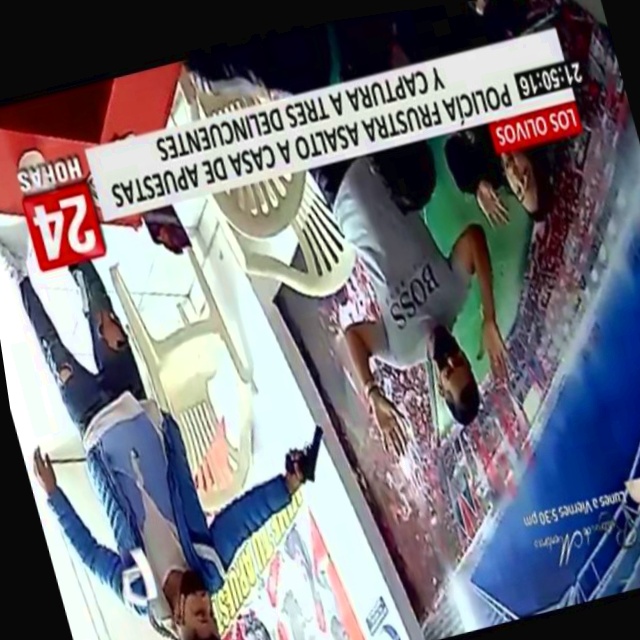 LOS OLIVOS
21:50:16
POLICÍA FRUSTRA ASALTO A CASA DE APUESTAS
Y CAPTURA A TRES DELINCUENTES
24
HORAS
BOSS
Lunes a Viernes 5:30 pm